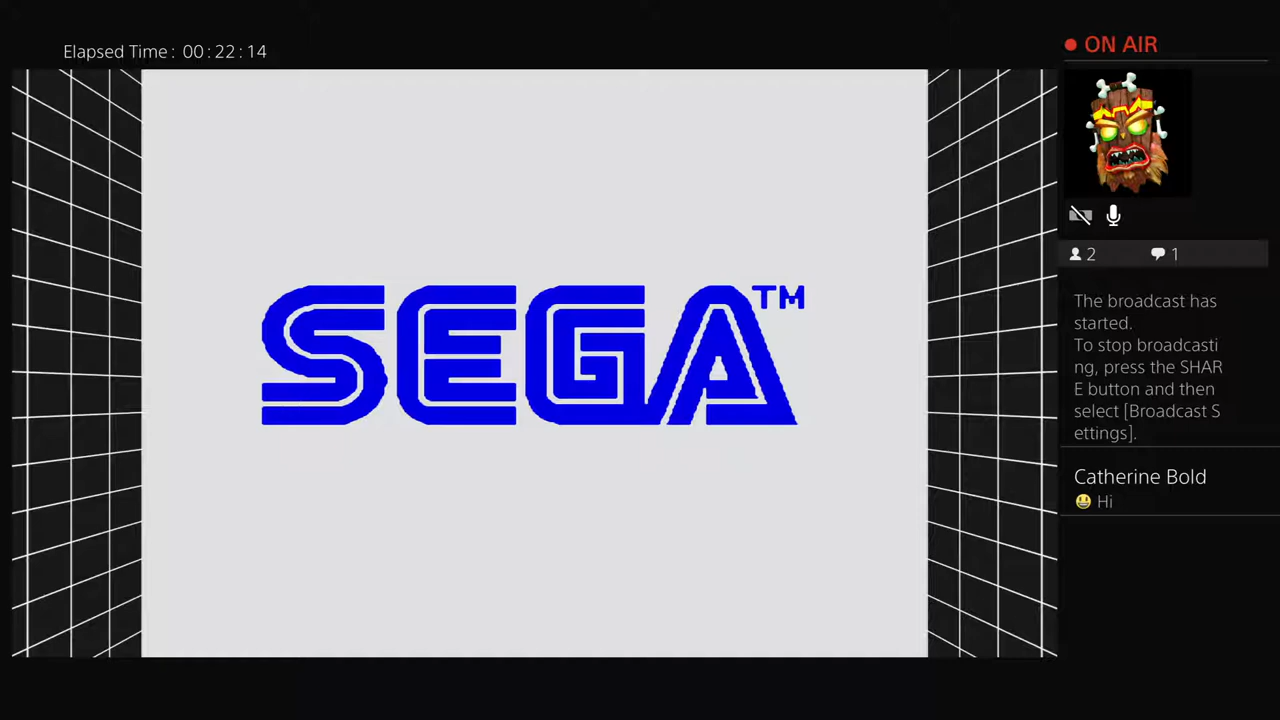 Elapsed Time: 00:22:14
ON AIR
SEGA™
2 1
The broadcast has
started.
To stop broadcasti
ng, press the SHAR
E button and then
select [Broadcast S
ettings].
Catherine Bold
😃 Hi